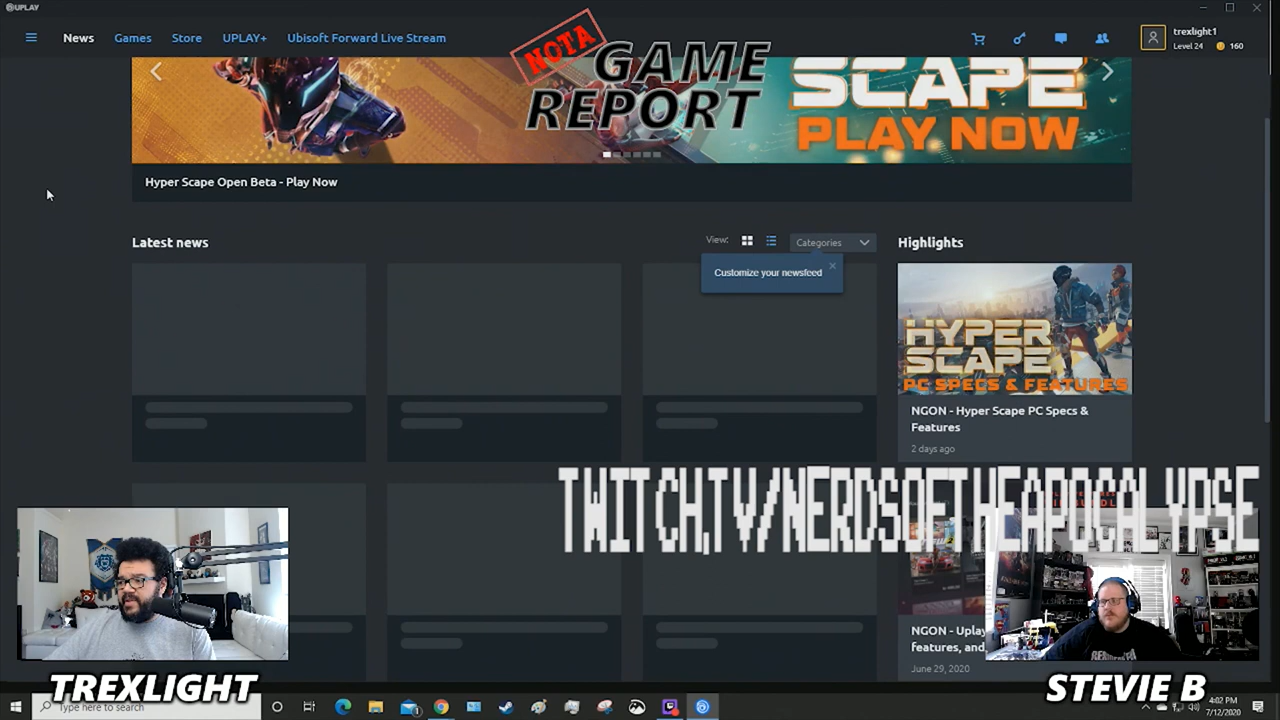 UPLAY
News Games Store UPLAY+ Ubisoft Forward Live Stream
trexlight1
Level 24 160
NOTA
GAME
REPORT
SCAPE
PLAY NOW
Hyper Scape Open Beta - Play Now
Latest news
View:
Categories
Highlights
Customize your newsfeed
HYPER
SCAPE
PC SPECS & FEATURES
NGON - Hyper Scape PC Specs &
Features
2 days ago
TWITCH.TV/NERDSOFTHEAPOCALYPSE
NGON - Uplay
features, and
June 29, 2020
TREXLIGHT
STEVIE B
Type here to search
4:02 PM
7/12/2020